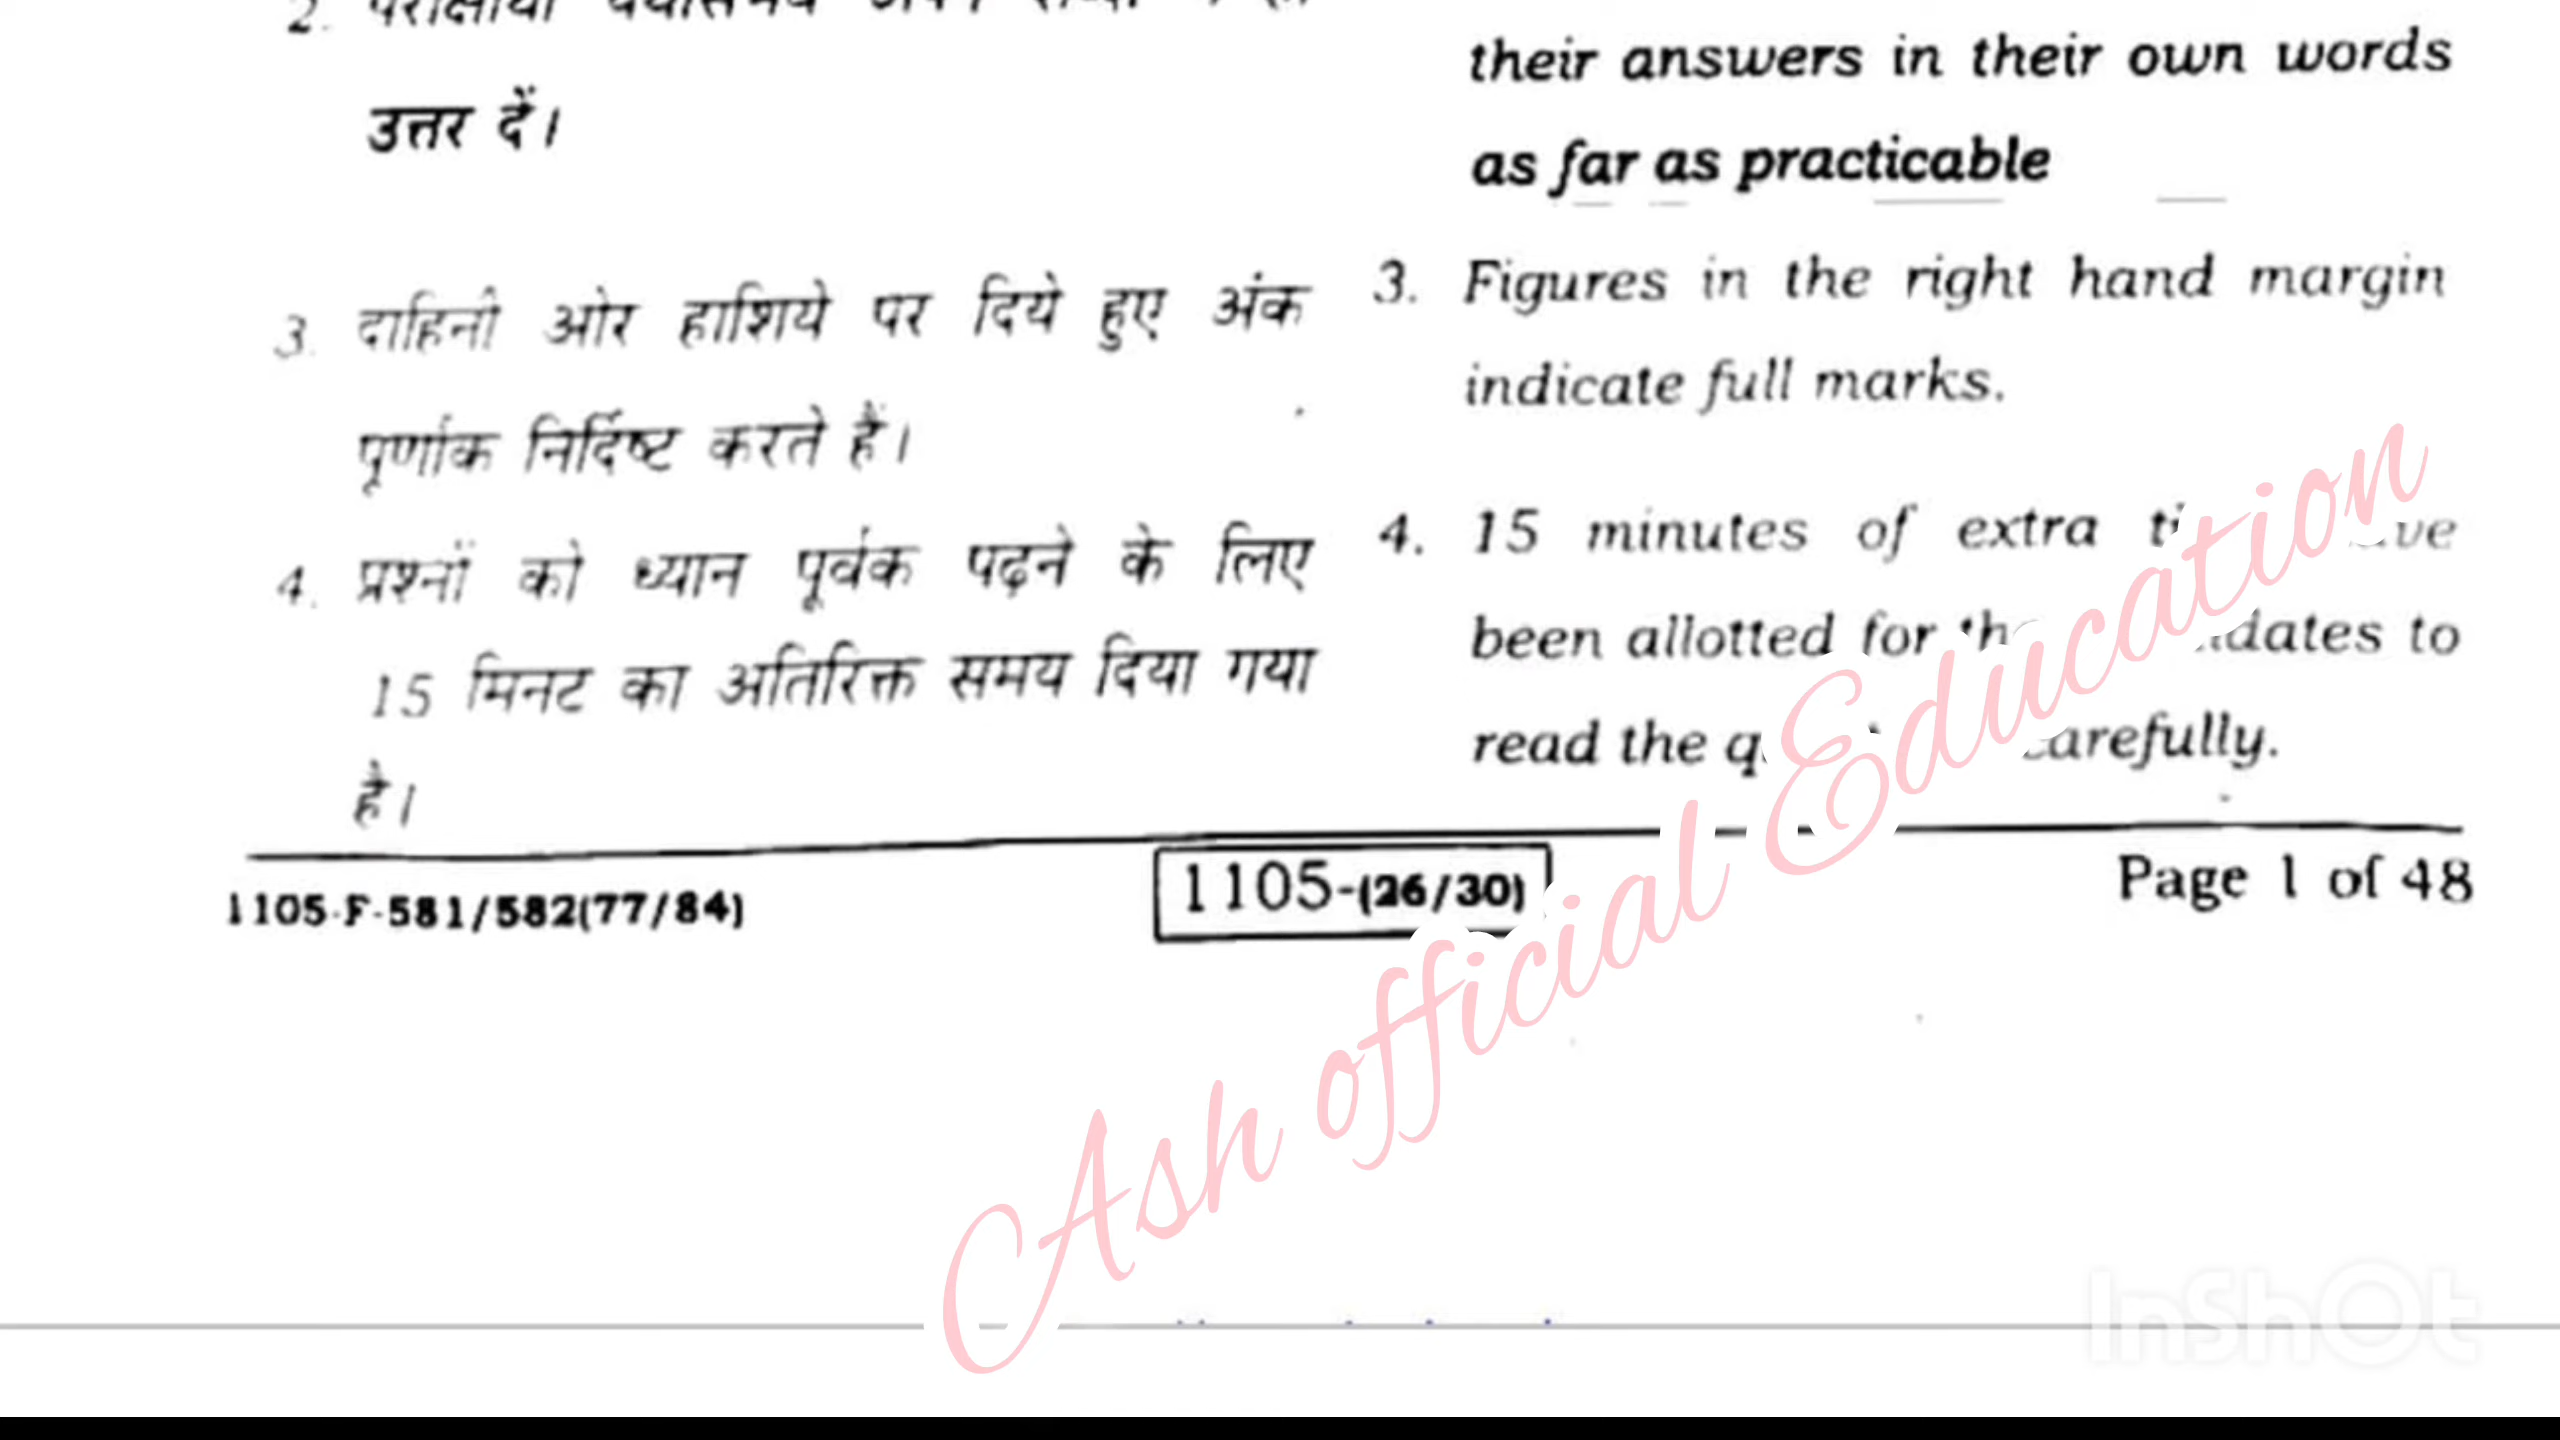 2.
उत्तर दें।
3. दाहिनी ओर हाशिये पर दिये हुए अंक
पूर्णांक निर्दिष्ट करते हैं।
4. प्रश्नों को ध्यान पूर्वक पढ़ने के लिए
15 मिनट का अतिरिक्त समय दिया गया
है।
their answers in their own words
as far as practicable
3. Figures in the right hand margin
indicate full marks.
4. 15 minutes of extra
been allotted for to
read the carefully.
1105-F-581/582(77/84)
1105-(26/30)
Page 1 of 48
Ash official Education
InShOt